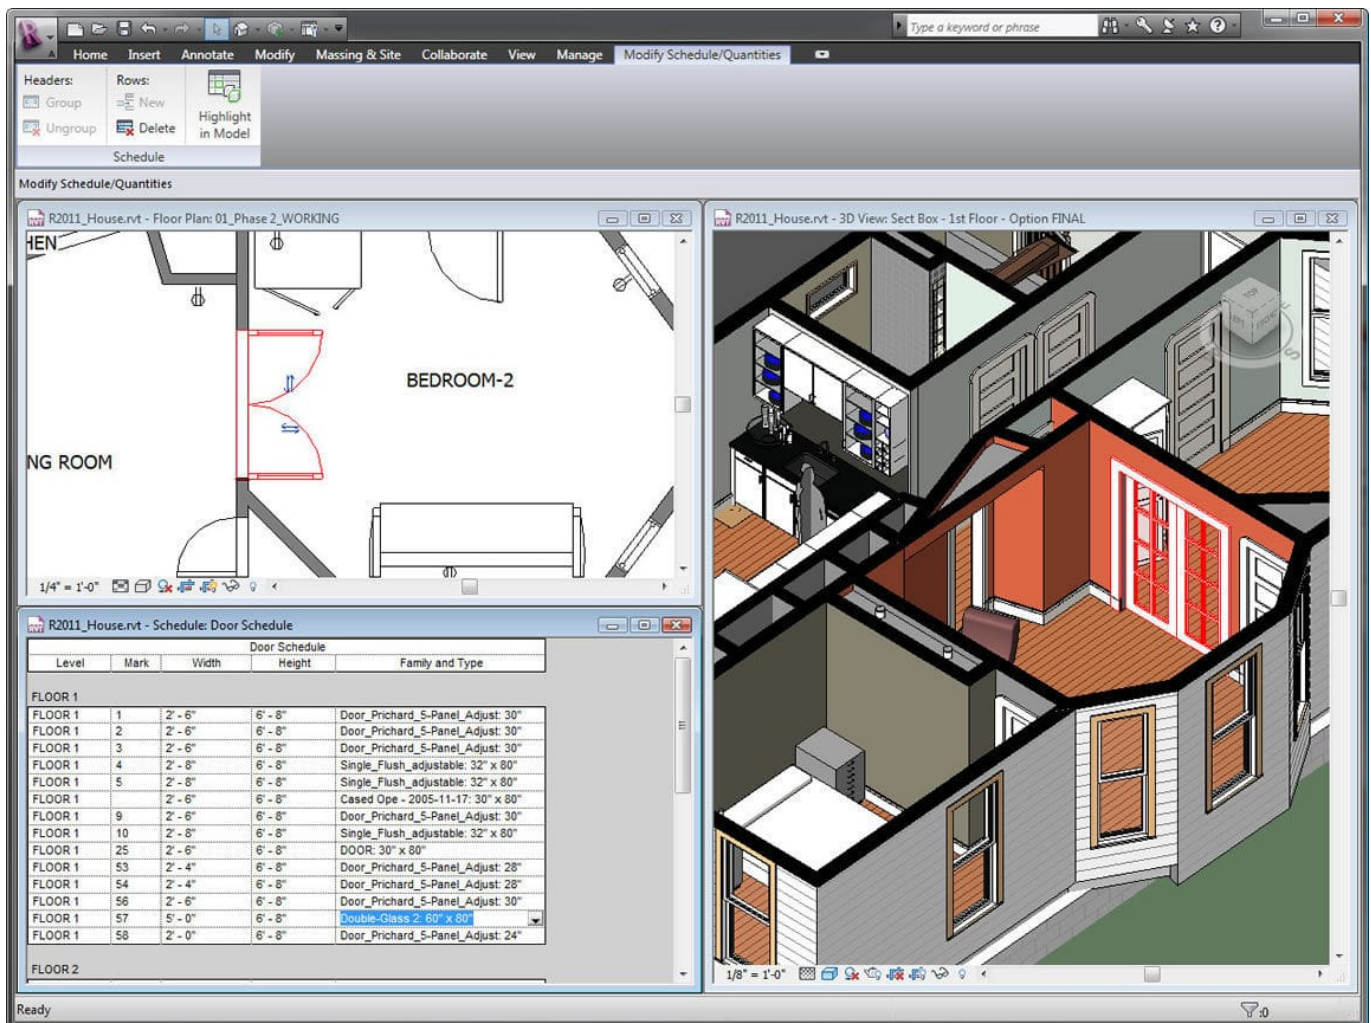 Type a keyword or phrase
Home Insert Annotate Modify Massing & Site Collaborate View Manage Modify Schedule/Quantities
Headers: Rows:
Group New
Ungroup Delete
Highlight
in Model
Schedule
Modify Schedule/Quantities
R2011_House.rvt - Floor Plan: 01_Phase 2_WORKING
HEN
BEDROOM-2
NG ROOM
1/4" = 1'-0"
R2011_House.rvt - Schedule: Door Schedule
Door Schedule
Level Mark Width Height Family and Type
FLOOR 1
FLOOR 1 1 2' - 6" 6' - 8" Door_Prichard_5-Panel_Adjust: 30"
FLOOR 1 2 2' - 6" 6' - 8" Door_Prichard_5-Panel_Adjust: 30"
FLOOR 1 3 2' - 6" 6' - 8" Door_Prichard_5-Panel_Adjust: 30"
FLOOR 1 4 2' - 8" 6' - 8" Single_Flush_adjustable: 32" x 80"
FLOOR 1 5 2' - 8" 6' - 8" Single_Flush_adjustable: 32" x 80"
FLOOR 1 2' - 6" 6' - 8" Cased Ope - 2005-11-17: 30" x 80"
FLOOR 1 9 2' - 6" 6' - 8" Door_Prichard_5-Panel_Adjust: 30"
FLOOR 1 10 2' - 8" 6' - 8" Single_Flush_adjustable: 32" x 80"
FLOOR 1 25 2' - 6" 6' - 8" DOOR: 30" x 80"
FLOOR 1 53 2' - 4" 6' - 8" Door_Prichard_5-Panel_Adjust: 28"
FLOOR 1 54 2' - 4" 6' - 8" Door_Prichard_5-Panel_Adjust: 28"
FLOOR 1 56 2' - 6" 6' - 8" Door_Prichard_5-Panel_Adjust: 30"
FLOOR 1 57 5' - 0" 6' - 8" Double-Glass 2: 60" x 80"
FLOOR 1 58 2' - 0" 6' - 8" Door_Prichard_5-Panel_Adjust: 24"
FLOOR 2
R2011_House.rvt - 3D View: Sect Box - 1st Floor - Option FINAL
TOP
S
1/8" = 1'-0"
Ready
:0